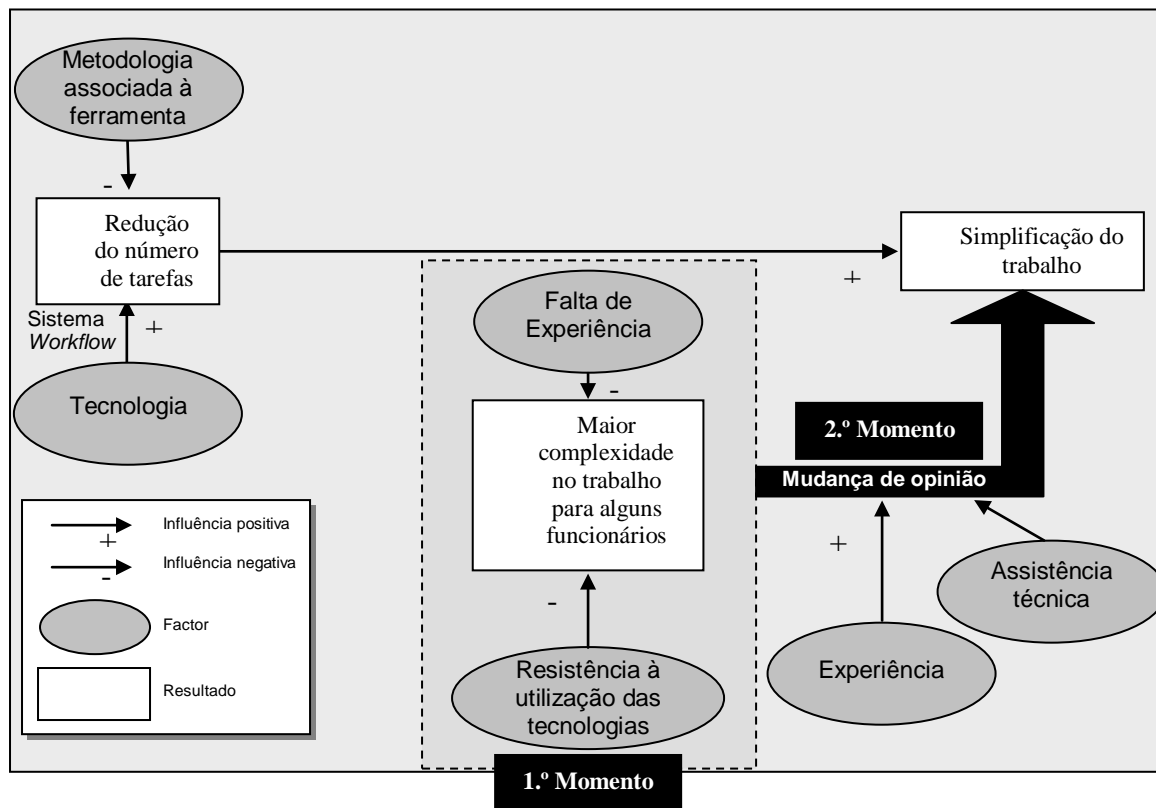 Metodologia
associada à
ferramenta
-
Redução
do número
de tarefas
Sistema
Workflow
+
Tecnologia
+
Simplificação do
trabalho
Falta de
Experiência
-
Maior
complexidade
no trabalho
para alguns
funcionários
-
Resistência à
utilização das
tecnologias
1.º Momento
2.º Momento
Mudança de opinião
+
Assistência
técnica
Experiência
Influência positiva
+
Influência negativa
-
Factor
Resultado